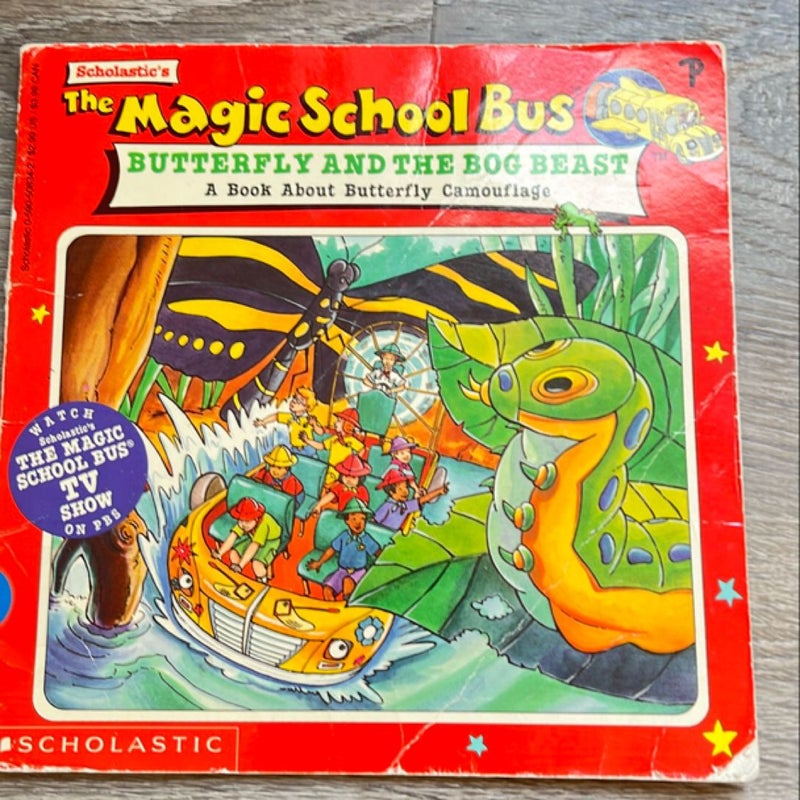 Scholastic's
The Magic School Bus
TM
BUTTERFLY AND THE BOG BEAST
A Book About Butterfly Camouflage
P
WATCH
Scholastic's
THE MAGIC
SCHOOL BUS®
TV
SHOW
ON PBS
SCHOLASTIC